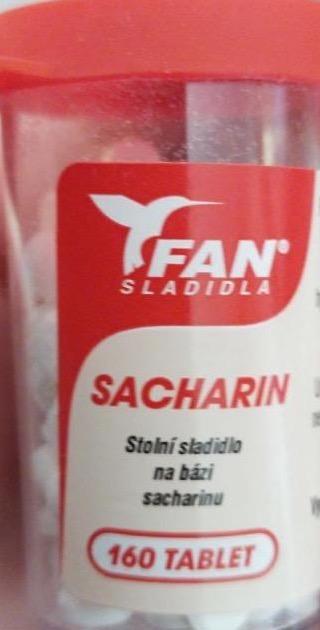 FAN®
SLADIDLA
SACHARIN
Stolní sladidlo
na bázi
sacharinu
160 TABLET